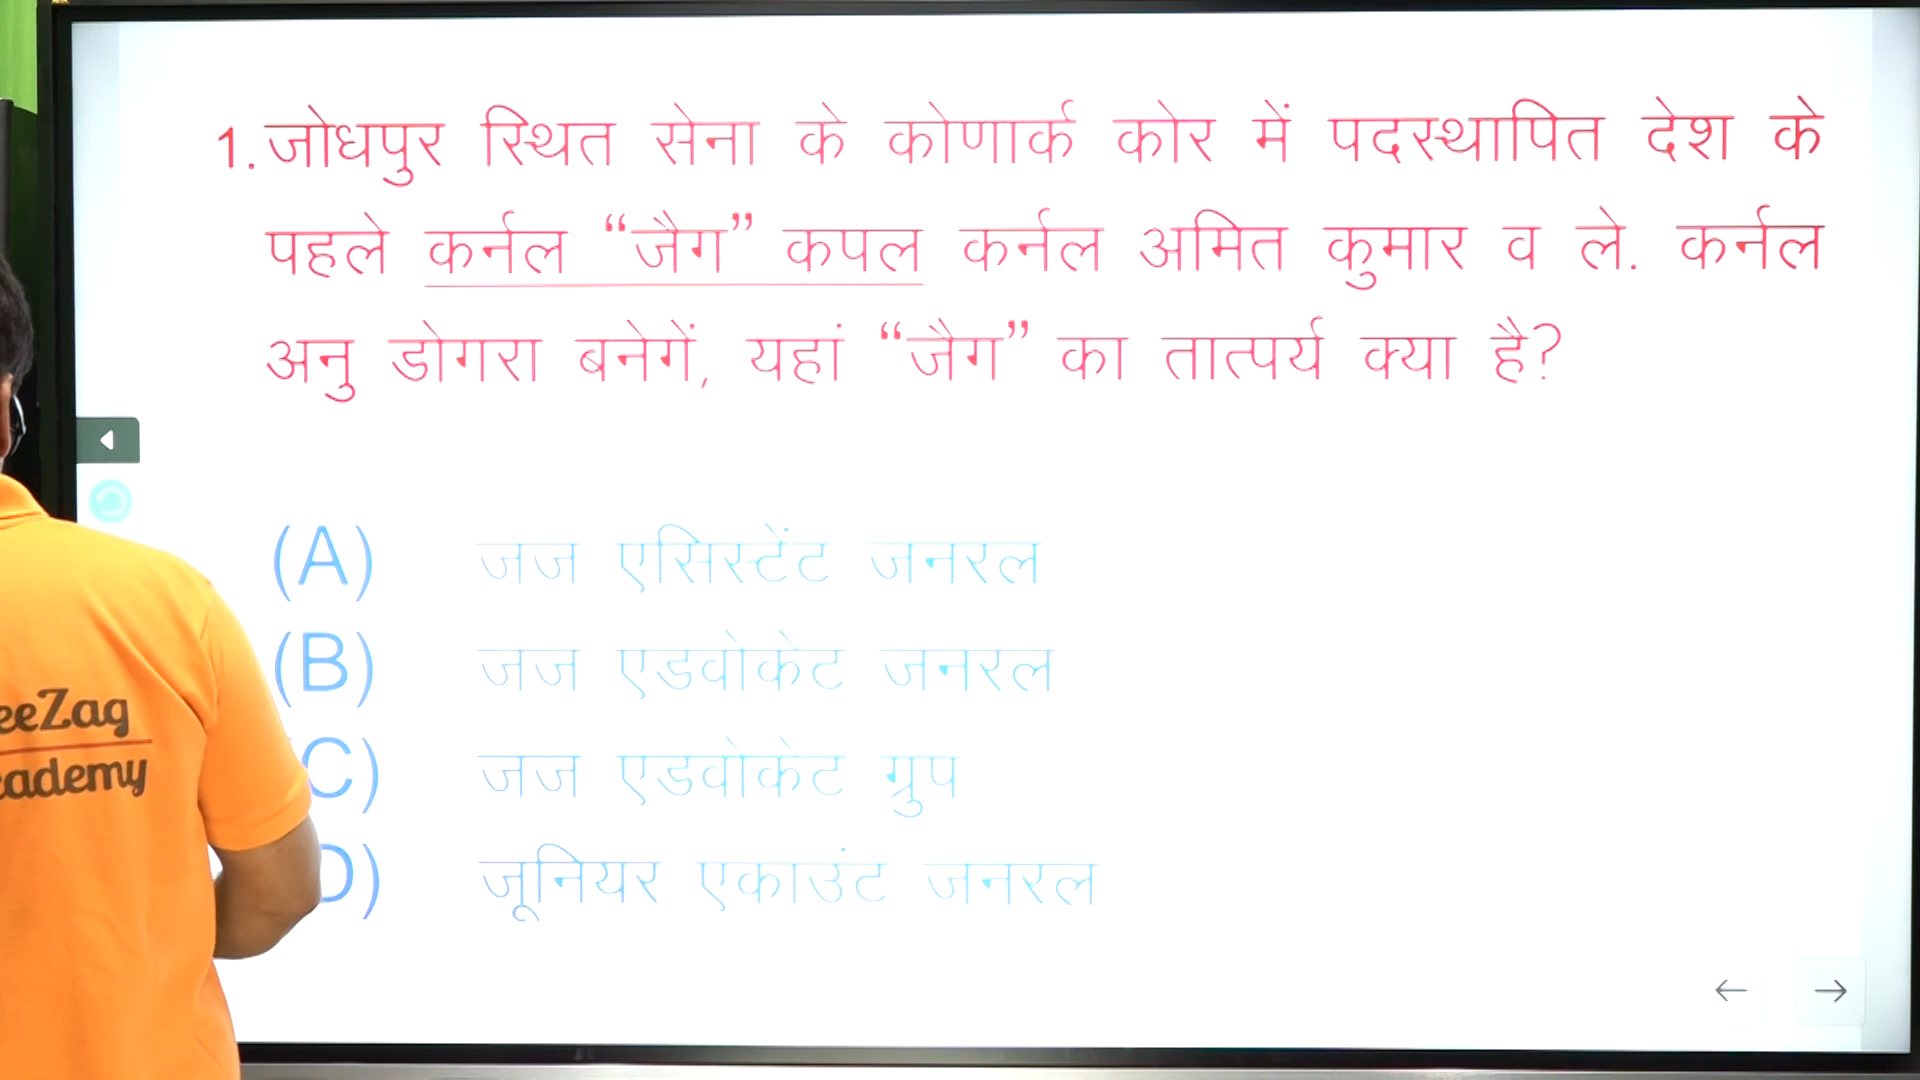 1. जोधपुर स्थित सेना के कोणार्क कोर में पदस्थापित देश के
पहले कर्नल “जैग” कपल कर्नल अमित कुमार व ले. कर्नल
अनु डोगरा बनेगें, यहां “जैग” का तात्पर्य क्या है?
(A) जज एसिस्टेंट जनरल
(B) जज एडवोकेट जनरल
C) जज एडवोकेट ग्रुप
D) जूनियर एकाउंट जनरल
eeZag
cademy